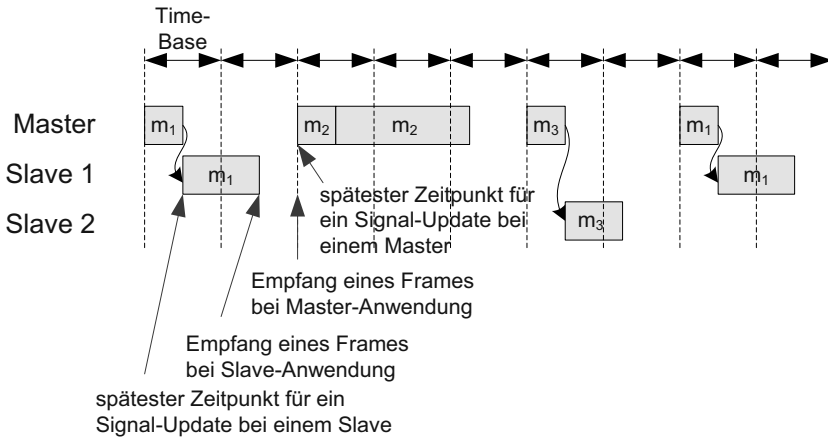 Time-
Base
Master
m₁
m₂
m₂
m₃
m₁
Slave 1
m₁
m₁
Slave 2
m₃
spätester Zeitpunkt für
ein Signal-Update bei
einem Master
Empfang eines Frames
bei Master-Anwendung
Empfang eines Frames
bei Slave-Anwendung
spätester Zeitpunkt für ein
Signal-Update bei einem Slave